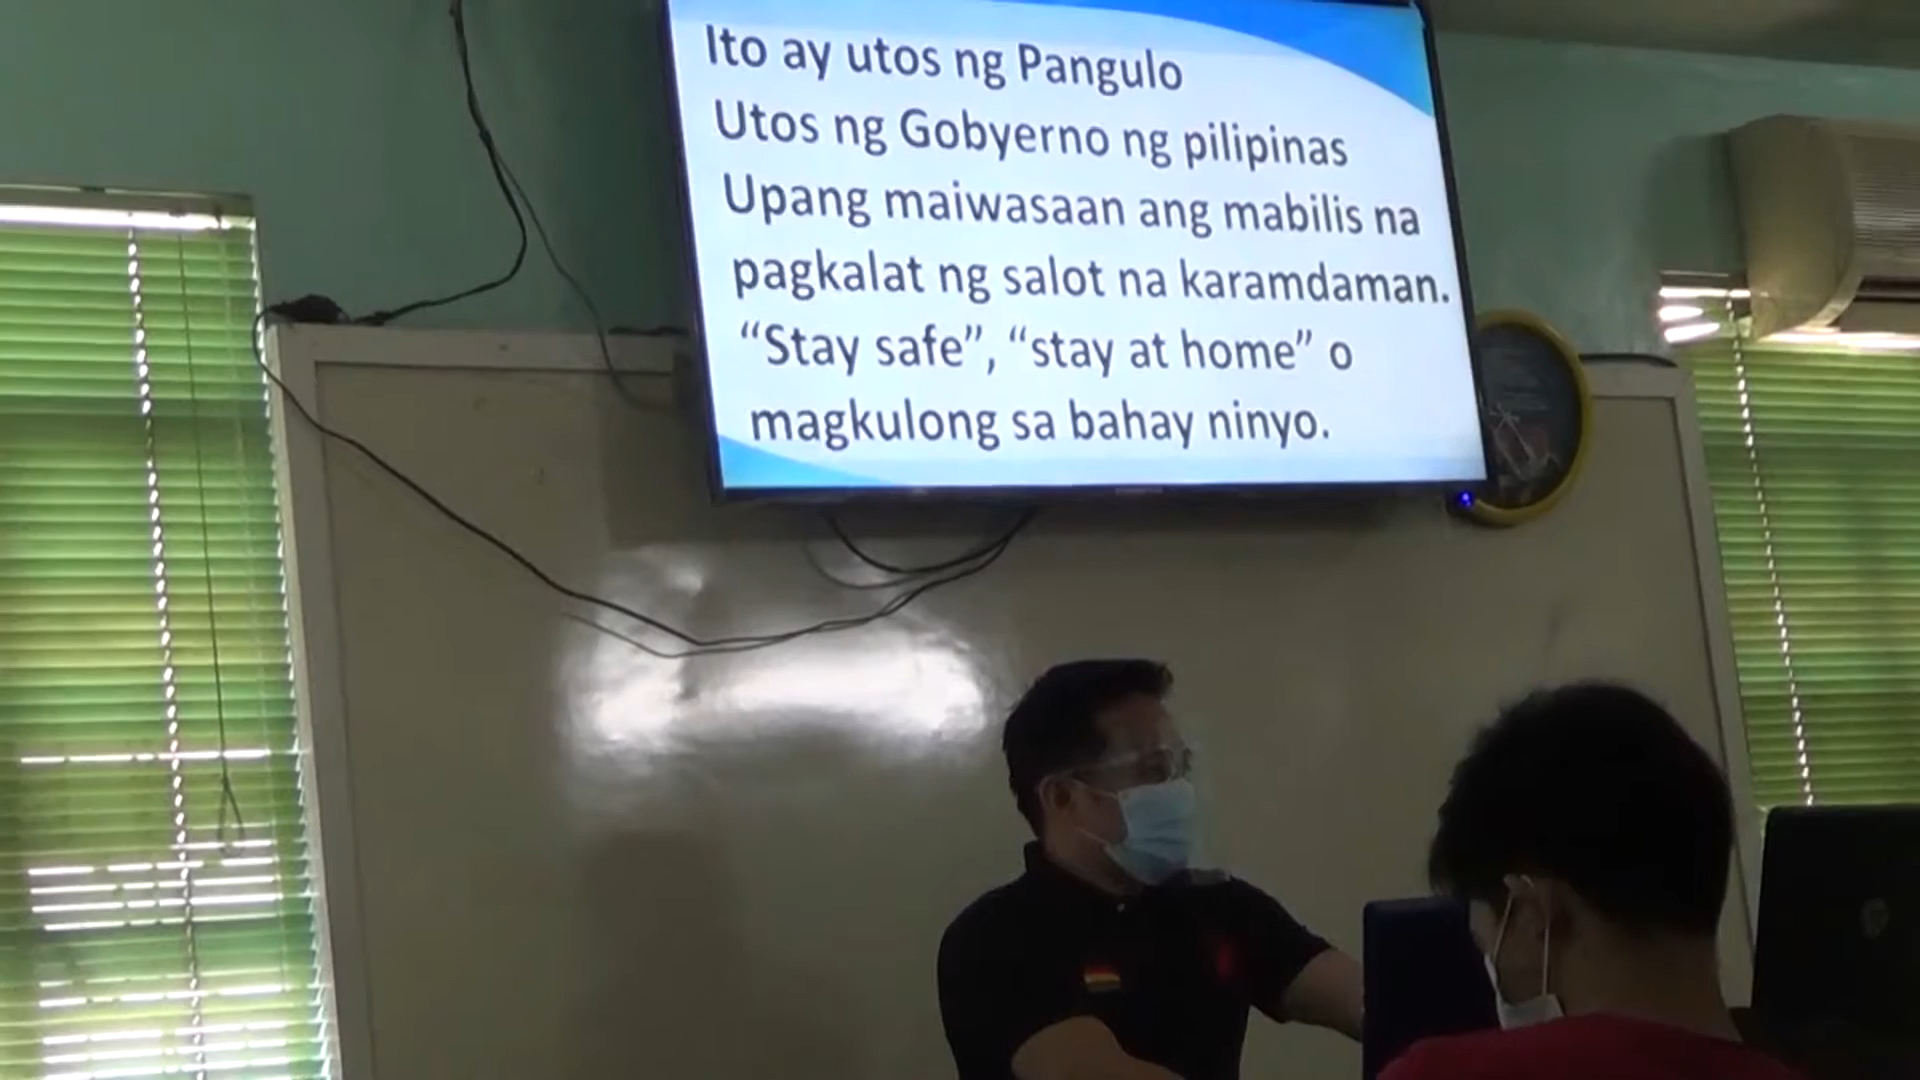 Ito ay utos ng Pangulo
Utos ng Gobyerno ng pilipinas
Upang maiwasaan ang mabilis na
pagkalat ng salot na karamdaman.
“Stay safe”, “stay at home” o
magkulong sa bahay ninyo.